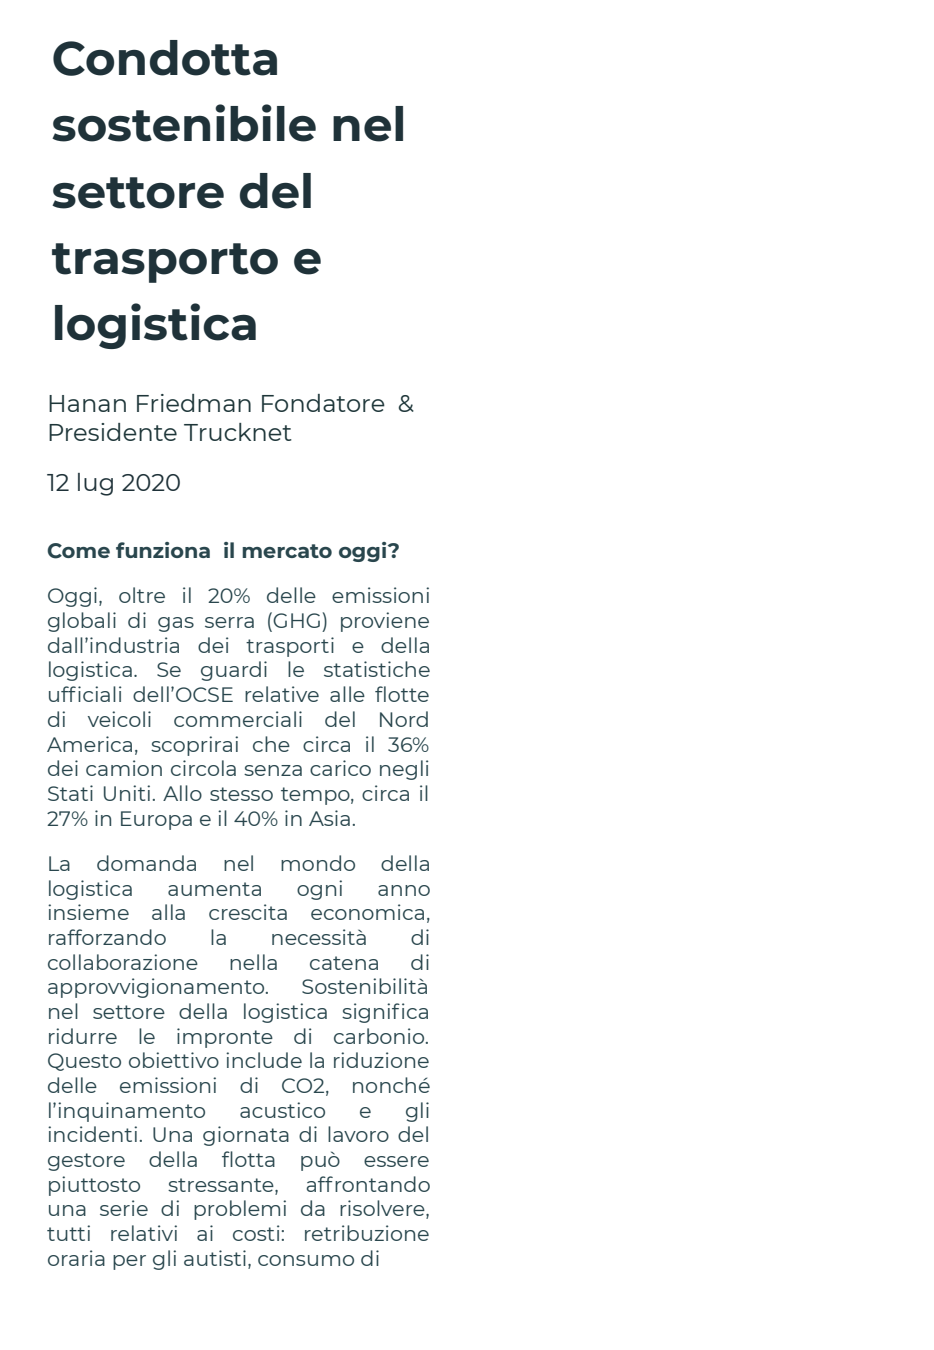 Condotta
sostenibile nel
settore del
trasporto e
logistica
Hanan Friedman Fondatore  &
Presidente Trucknet
12 lug 2020
Come funziona  il mercato oggi?
Oggi, oltre il 20% delle emissioni
globali di gas serra (GHG) proviene
dall’industria dei trasporti e della
logistica. Se guardi le statistiche
ufficiali dell’OCSE relative alle flotte
di veicoli commerciali del Nord
America, scoprirai che circa il 36%
dei camion circola senza carico negli
Stati Uniti. Allo stesso tempo, circa il
27% in Europa e il 40% in Asia.
La domanda nel mondo della
logistica aumenta ogni anno
insieme alla crescita economica,
rafforzando la necessità di
collaborazione nella catena di
approvvigionamento. Sostenibilità
nel settore della logistica significa
ridurre le impronte di carbonio.
Questo obiettivo include la riduzione
delle emissioni di CO2, nonché
l’inquinamento acustico e gli
incidenti. Una giornata di lavoro del
gestore della flotta può essere
piuttosto stressante, affrontando
una serie di problemi da risolvere,
tutti relativi ai costi: retribuzione
oraria per gli autisti, consumo di